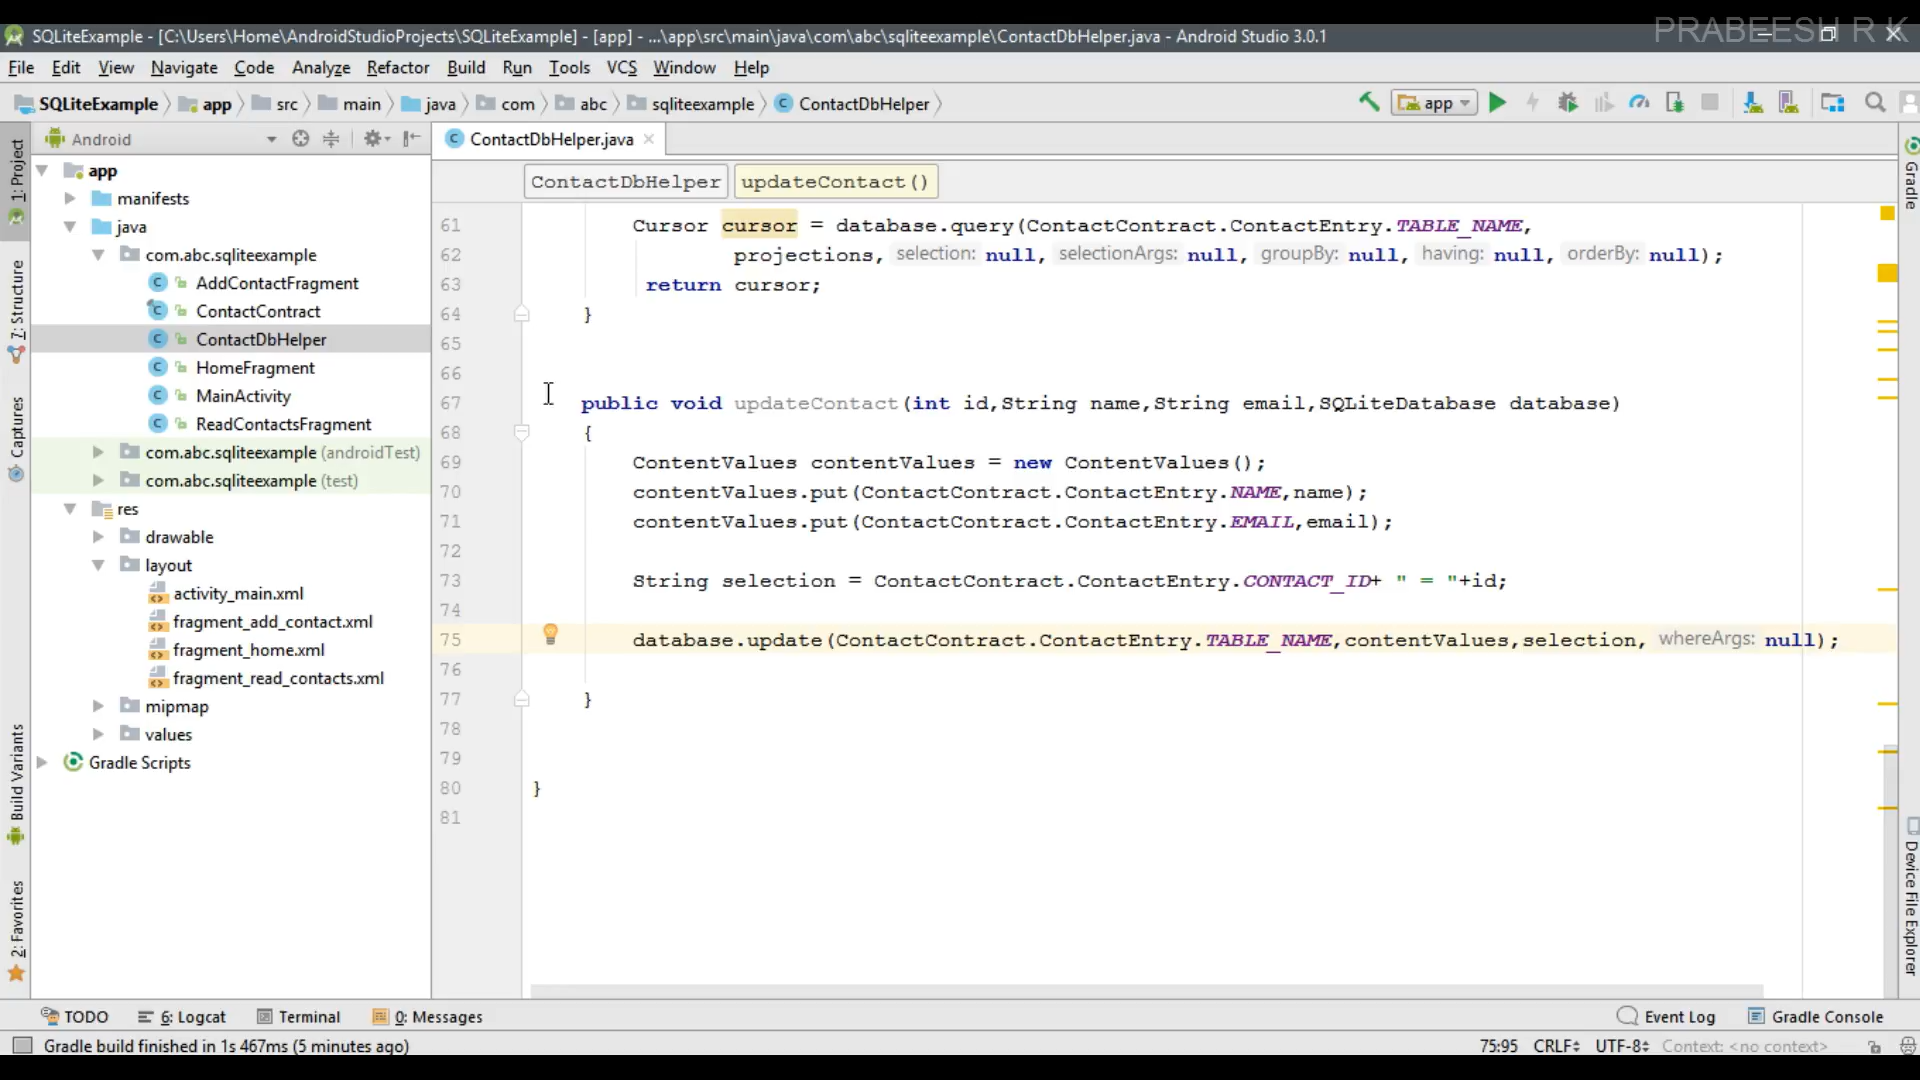 PRABEESH R K
SQLiteExample - [C:\Users\Home\AndroidStudioProjects\SQLiteExample] - [app] - ...\app\src\main\java\com\abc\sqliteexample\ContactDbHelper.java - Android Studio 3.0.1
File Edit View Navigate Code Analyze Refactor Build Run Tools VCS Window Help
SQLiteExample app src main java com abc sqliteexample ContactDbHelper app
Android
ContactDbHelper.java
ContactDbHelper updateContact()
1: Project
7: Structure
Captures
Build Variants
2: Favorites
app
manifests
java
com.abc.sqliteexample
AddContactFragment
ContactContract
ContactDbHelper
HomeFragment
MainActivity
ReadContactsFragment
com.abc.sqliteexample (androidTest)
com.abc.sqliteexample (test)
res
drawable
layout
activity_main.xml
fragment_add_contact.xml
fragment_home.xml
fragment_read_contacts.xml
mipmap
values
Gradle Scripts
61 Cursor cursor = database.query(ContactContract.ContactEntry.TABLE_NAME,
62 projections, selection: null, selectionArgs: null, groupBy: null, having: null, orderBy: null);
63 return cursor;
64 }
65
66
67 public void updateContact(int id,String name,String email,SQLiteDatabase database)
68 {
69 ContentValues contentValues = new ContentValues();
70 contentValues.put(ContactContract.ContactEntry.NAME,name);
71 contentValues.put(ContactContract.ContactEntry.EMAIL,email);
72
73 String selection = ContactContract.ContactEntry.CONTACT_ID+ " = "+id;
74
75 database.update(ContactContract.ContactEntry.TABLE_NAME,contentValues,selection, whereArgs: null);
76
77 }
78
79
80 }
81
Gradle
Device File Explorer
TODO 6: Logcat Terminal 0: Messages Event Log Gradle Console
Gradle build finished in 1s 467ms (5 minutes ago) 75:95 CRLF UTF-8 Context: <no context>